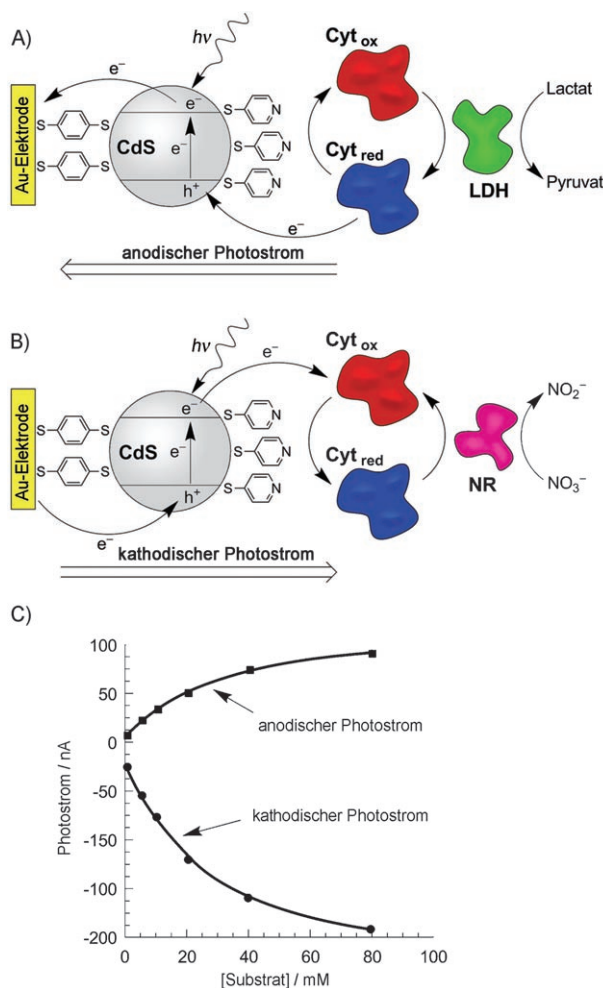 A)
hν
Cyt ox
e⁻
e⁻
Lactat
Au-Elektrode
S
S
S
N
CdS
e⁻
S
N
S
S
h⁺
S
N
Cyt red
LDH
Pyruvat
e⁻
anodischer Photostrom
B)
hν
e⁻
Cyt ox
e⁻
NO₂⁻
Au-Elektrode
S
S
S
N
CdS
e⁻
S
N
S
S
h⁺
S
N
Cyt red
NR
NO₃⁻
e⁻
kathodischer Photostrom
C)
100
50
anodischer Photostrom
0
-50
kathodischer Photostrom
-150
-100
-200
Photostrom / nA
0 20 40 60 80 100
[Substrat] / mM